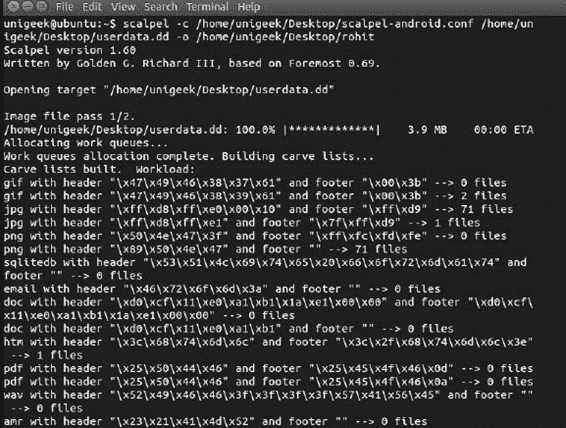 File Edit View Search Terminal Help
unigeek@ubuntu:~$ scalpel -c /home/unigeek/Desktop/scalpel-android.conf /home/un
igeek/Desktop/userdata.dd -o /home/unigeek/Desktop/rohit
Scalpel version 1.60
Written by Golden G. Richard III, based on Foremost 0.69.
Opening target "/home/unigeek/Desktop/userdata.dd"
Image file pass 1/2.
/home/unigeek/Desktop/userdata.dd: 100.0% |*************|    3.9 MB    00:00 ETA
Allocating work queues...
Work queues allocation complete. Building carve lists...
Carve lists built.  Workload:
gif with header "\x47\x49\x46\x38\x37\x61" and footer "\x00\x3b" --> 0 files
gif with header "\x47\x49\x46\x38\x39\x61" and footer "\x00\x3b" --> 2 files
jpg with header "\xff\xd8\xff\xe0\x00\x10" and footer "\xff\xd9" --> 71 files
jpg with header "\xff\xd8\xff\xe1" and footer "\x7f\xff\xd9" --> 1 files
png with header "\x50\x4e\x47\x3f" and footer "\xff\xfc\xfd\xfe" --> 0 files
png with header "\x89\x50\x4e\x47" and footer "" --> 71 files
sqlitedb with header "\x53\x51\x4c\x69\x74\x65\x20\x66\x6f\x72\x6d\x61\x74" and
footer "" --> 0 files
email with header "\x46\x72\x6f\x6d\x3a" and footer "" --> 0 files
doc with header "\xd0\xcf\x11\xe0\xa1\xb1\x1a\xe1\x00\x00" and footer "\xd0\xcf\
x11\xe0\xa1\xb1\x1a\xe1\x00\x00" --> 0 files
doc with header "\xd0\xcf\x11\xe0\xa1\xb1" and footer "" --> 0 files
htm with header "\x3c\x68\x74\x6d\x6c" and footer "\x3c\x2f\x68\x74\x6d\x6c\x3e"
 --> 1 files
pdf with header "\x25\x50\x44\x46" and footer "\x25\x45\x4f\x46\x0d" --> 0 files
pdf with header "\x25\x50\x44\x46" and footer "\x25\x45\x4f\x46\x0a" --> 0 files
wav with header "\x52\x49\x46\x46\x3f\x3f\x3f\x3f\x57\x41\x56\x45" and footer ""
 --> 0 files
amr with header "\x23\x21\x41\x4d\x52" and footer "" --> 0 files